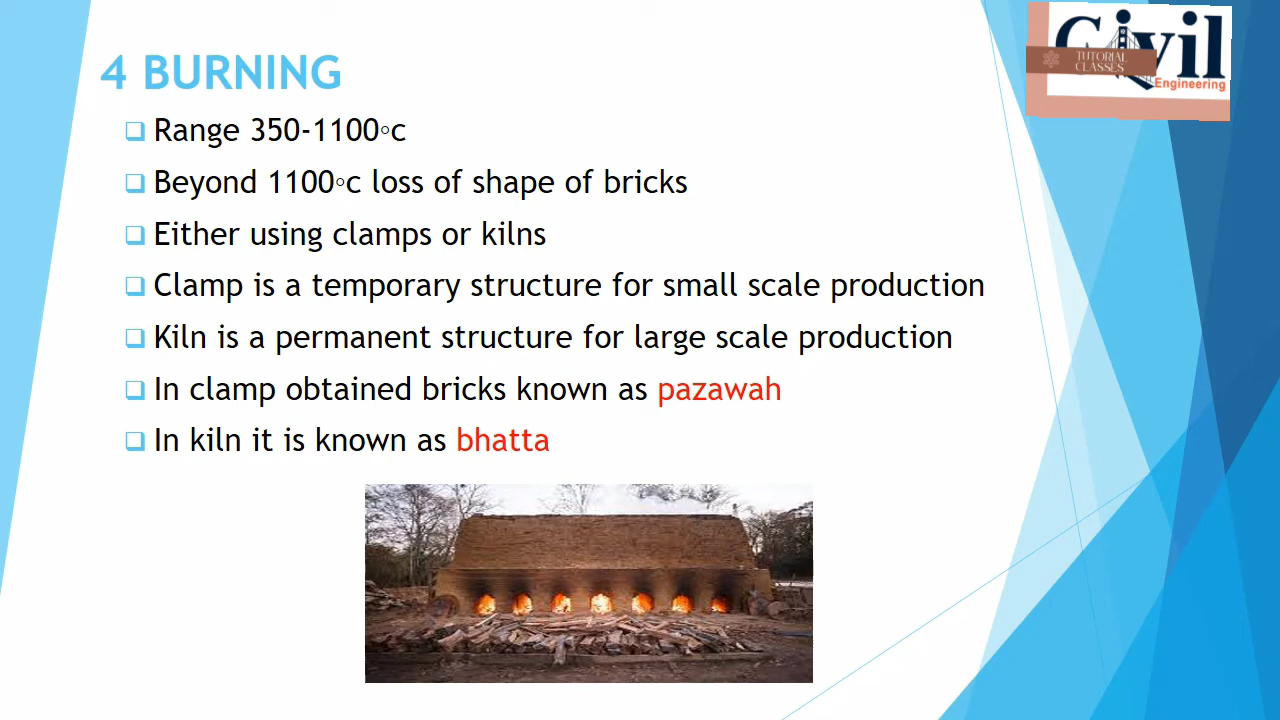 4 BURNING
Range 350-1100◦c
Beyond 1100◦c loss of shape of bricks
Either using clamps or kilns
Clamp is a temporary structure for small scale production
Kiln is a permanent structure for large scale production
In clamp obtained bricks known as pazawah
In kiln it is known as bhatta
Civil
TUTORIAL
CLASSES
Engineering